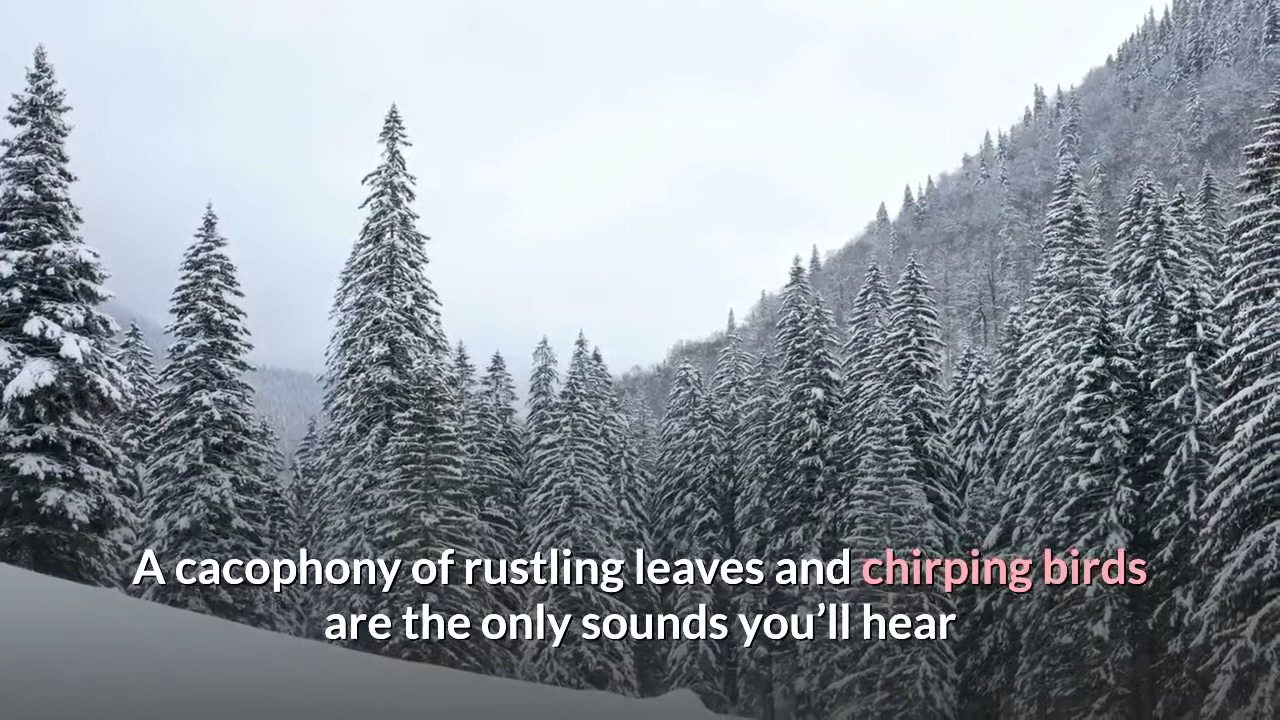 A cacophony of rustling leaves and chirping birds
are the only sounds you’ll hear